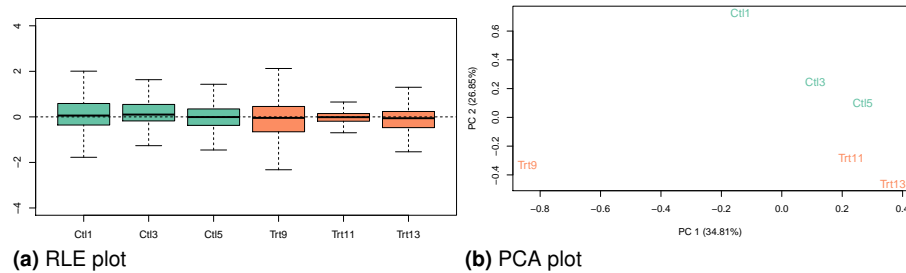 4
2
0
−2
−4
Ctl1 Ctl3 Ctl5 Trt9 Trt11 Trt13
(a) RLE plot
PC 2 (26.85%)
0.6
0.4
0.2
0.0
−0.2
−0.4
Ctl1
Ctl3
Ctl5
Trt11
Trt9
Trt13
−0.8 −0.6 −0.4 −0.2 0.0 0.2 0.4
PC 1 (34.81%)
(b) PCA plot